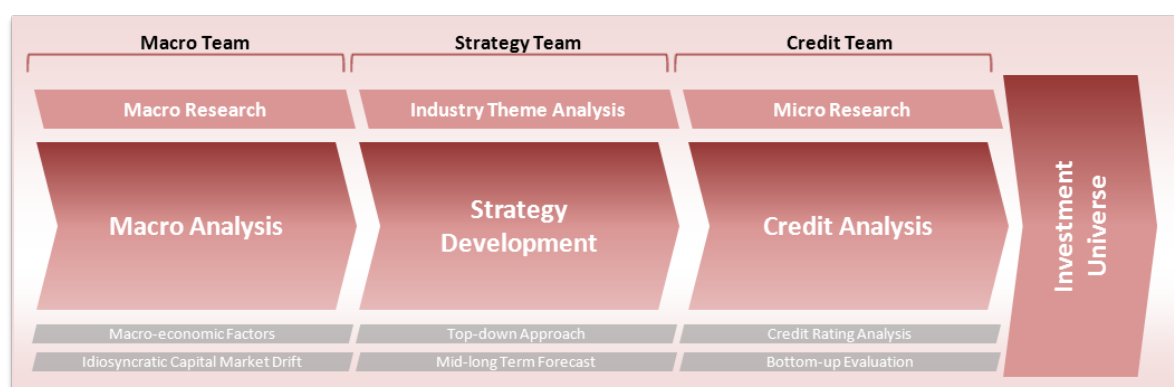 Macro Team
Strategy Team
Credit Team
Macro Research
Industry Theme Analysis
Micro Research
Macro Analysis
Strategy
Development
Credit Analysis
Investment
Universe
Macro-economic Factors
Top-down Approach
Credit Rating Analysis
Idiosyncratic Capital Market Drift
Mid-long Term Forecast
Bottom-up Evaluation